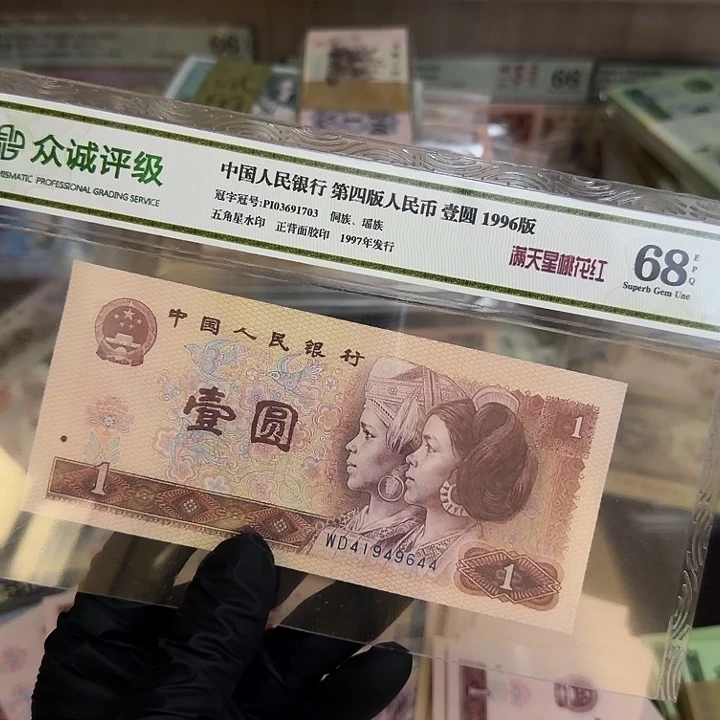 众诚评级
PROFESSIONAL GRADING SERVICE
中国人民银行 第四版人民币 壹圆 1996版
冠字冠号:PI03691703 侗族、瑶族
五角星水印 正背面胶印 1997年发行
满天星桃花红
68
EPQ
Superb Gem Unc
中国人民银行
壹圆
1
1
WD41949644
1